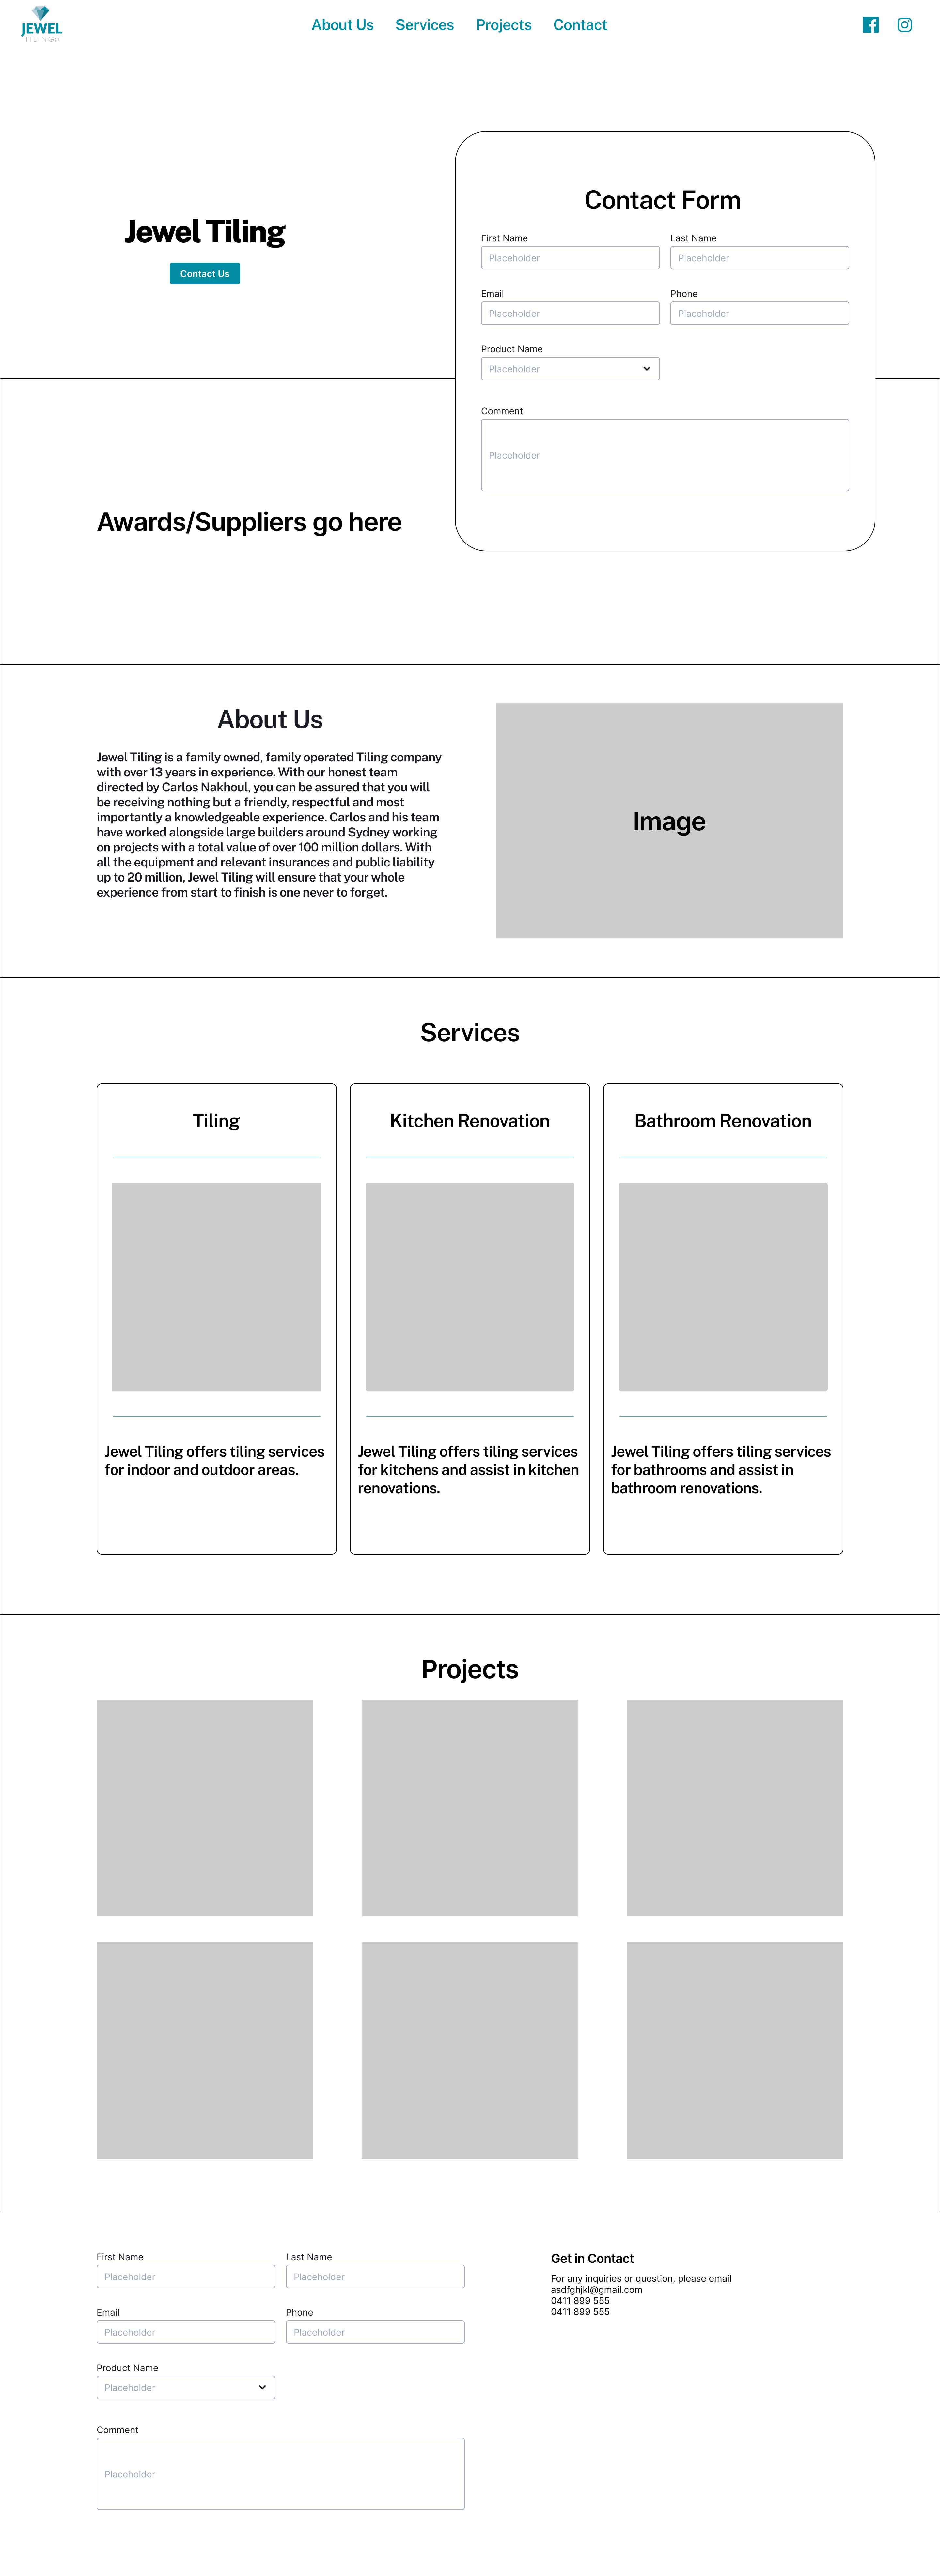 JEWEL
TILINGS
About Us
Services
Projects
Contact
Jewel Tiling
Contact Us
Contact Form
First Name
Last Name
Placeholder
Placeholder
Email
Phone
Placeholder
Placeholder
Product Name
Placeholder
Comment
Placeholder
Awards/Suppliers go here
About Us
Jewel Tiling is a family owned, family operated Tiling company
with over 13 years in experience. With our honest team
directed by Carlos Nakhoul, you can be assured that you will
be receiving nothing but a friendly, respectful and most
importantly a knowledgeable experience. Carlos and his team
have worked alongside large builders around Sydney working
on projects with a total value of over 100 million dollars. With
all the equipment and relevant insurances and public liability
up to 20 million, Jewel Tiling will ensure that your whole
experience from start to finish is one never to forget.
Image
Services
Tiling
Jewel Tiling offers tiling services
for indoor and outdoor areas.
Kitchen Renovation
Jewel Tiling offers tiling services
for kitchens and assist in kitchen
renovations.
Bathroom Renovation
Jewel Tiling offers tiling services
for bathrooms and assist in
bathroom renovations.
Projects
First Name
Last Name
Placeholder
Placeholder
Email
Phone
Placeholder
Placeholder
Product Name
Placeholder
Comment
Placeholder
Get in Contact
For any inquiries or question, please email
asdfghjkl@gmail.com
0411 899 555
0411 899 555